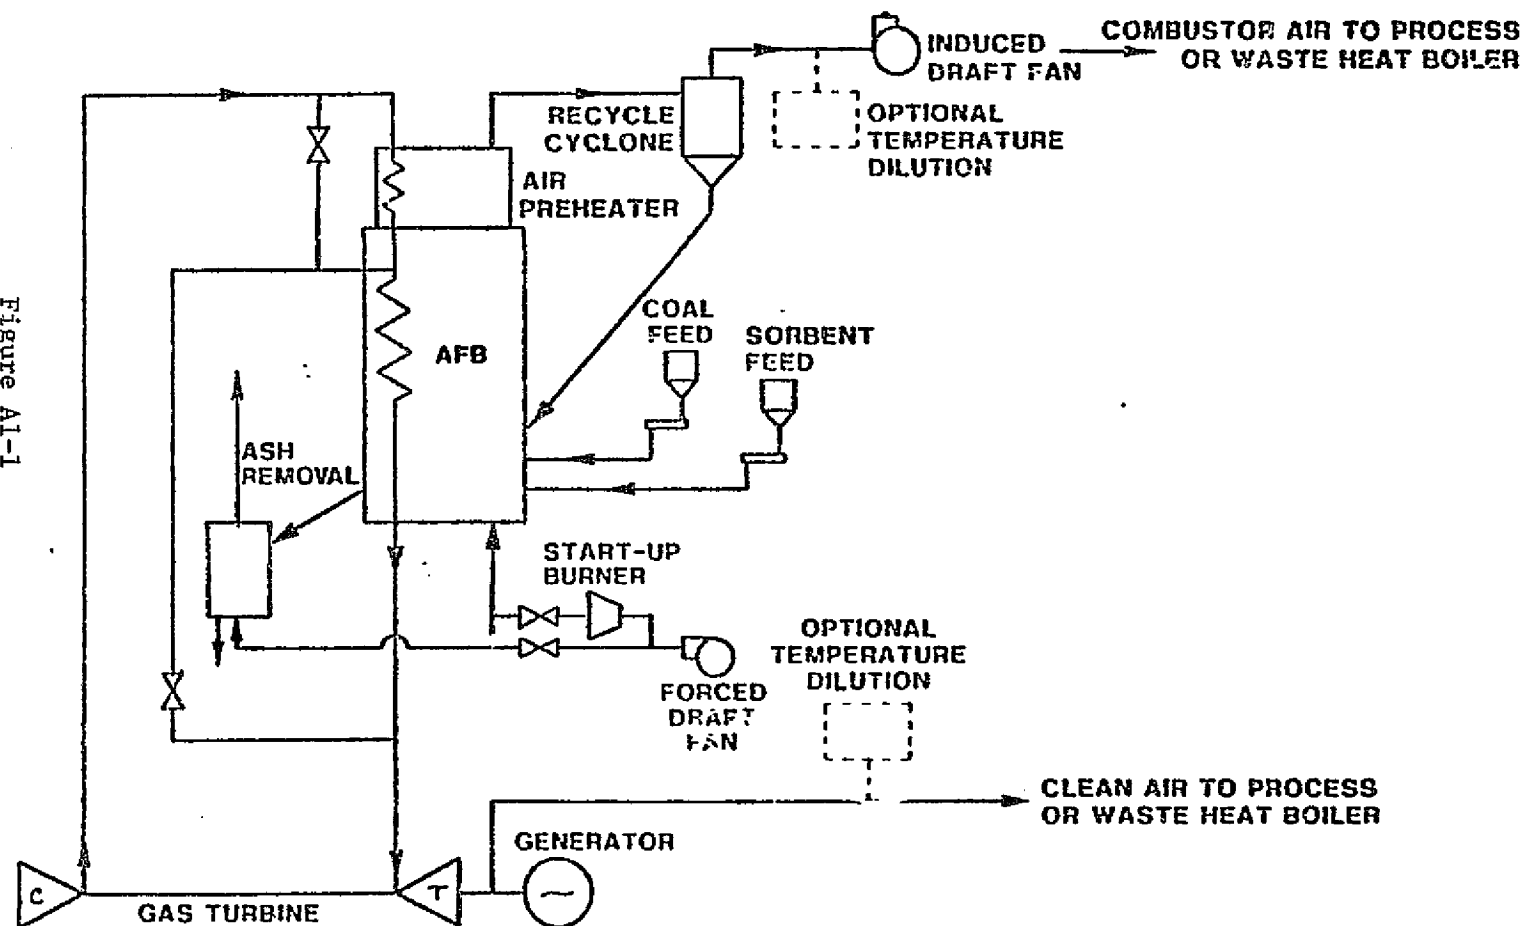 INDUCED
DRAFT FAN
COMBUSTOR AIR TO PROCESS
OR WASTE HEAT BOILER
RECYCLE
CYCLONE
OPTIONAL
TEMPERATURE
DILUTION
AIR
PREHEATER
COAL
FEED
SORBENT
FEED
AFB
ASH
REMOVAL
START-UP
BURNER
FORCED
DRAFT
FAN
OPTIONAL
TEMPERATURE
DILUTION
CLEAN AIR TO PROCESS
OR WASTE HEAT BOILER
GENERATOR
C
T
GAS TURBINE
Figure A1-1